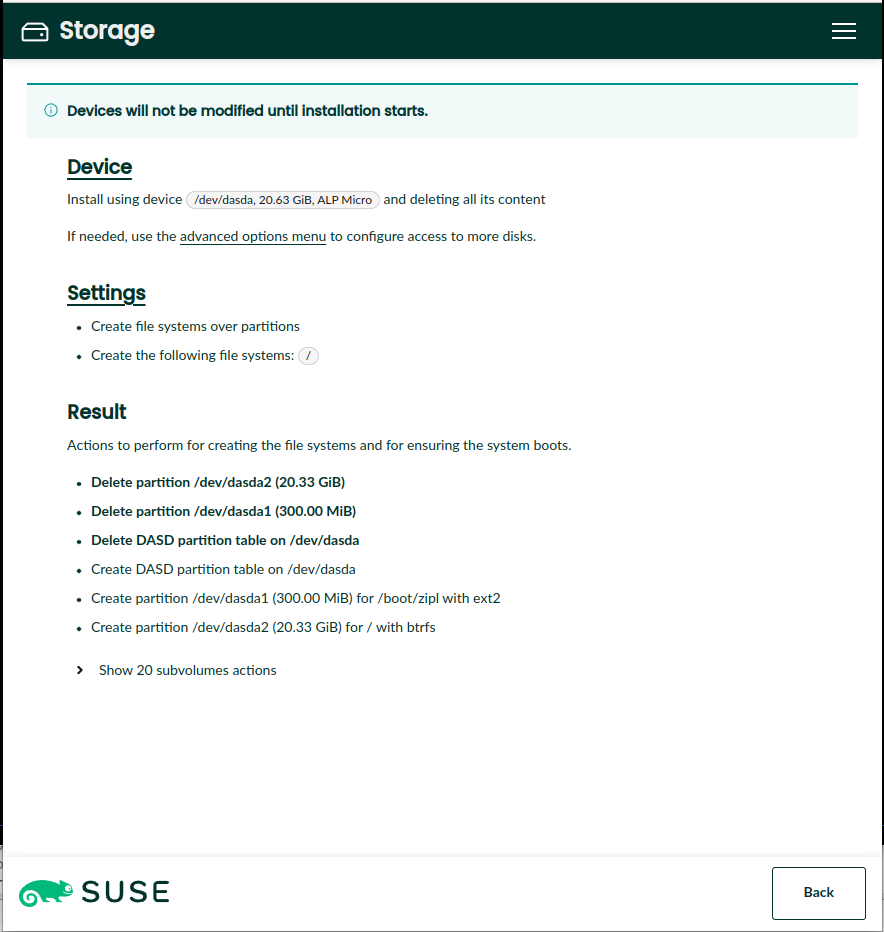 Storage
Devices will not be modified until installation starts.
Device
Install using device /dev/dasda, 20.63 GiB, ALP Micro and deleting all its content
If needed, use the advanced options menu to configure access to more disks.
Settings
Create file systems over partitions
Create the following file systems: /
Result
Actions to perform for creating the file systems and for ensuring the system boots.
Delete partition /dev/dasda2 (20.33 GiB)
Delete partition /dev/dasda1 (300.00 MiB)
Delete DASD partition table on /dev/dasda
Create DASD partition table on /dev/dasda
Create partition /dev/dasda1 (300.00 MiB) for /boot/zipl with ext2
Create partition /dev/dasda2 (20.33 GiB) for / with btrfs
Show 20 subvolumes actions
SUSE
Back